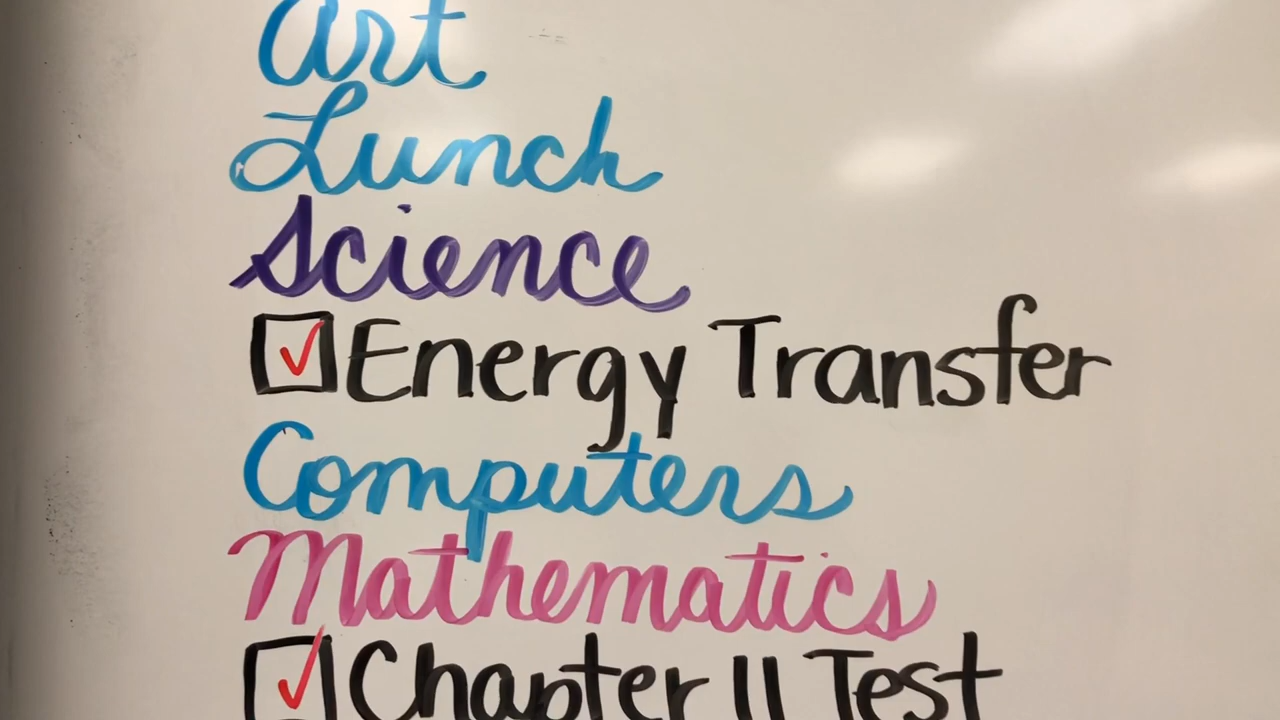 Art
Lunch
Science
Energy Transfer
Computers
Mathematics
Chapter 11 Test